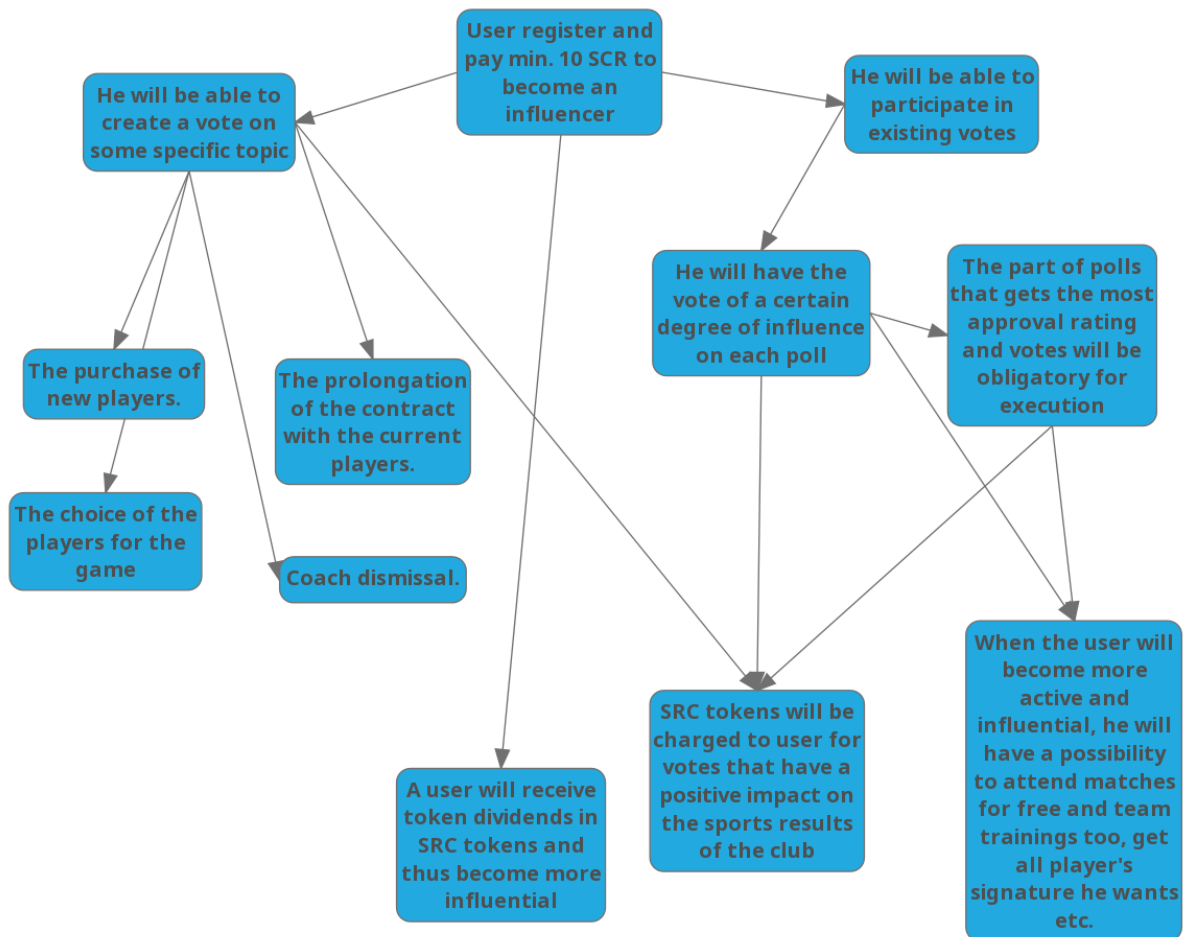 User register and
pay min. 10 SCR to
become an
influencer
He will be able to
create a vote on
some specific topic
He will be able to
participate in
existing votes
He will have the
vote of a certain
degree of influence
on each poll
The part of polls
that gets the most
approval rating
and votes will be
obligatory for
execution
The purchase of
new players.
The prolongation
of the contract
with the current
players.
The choice of the
players for the
game
Coach dismissal.
SRC tokens will be
charged to user for
votes that have a
positive impact on
the sports results
of the club
A user will receive
token dividends in
SRC tokens and
thus become more
influential
When the user will
become more
active and
influential, he will
have a possibility
to attend matches
for free and team
trainings too, get
all player's
signature he wants
etc.